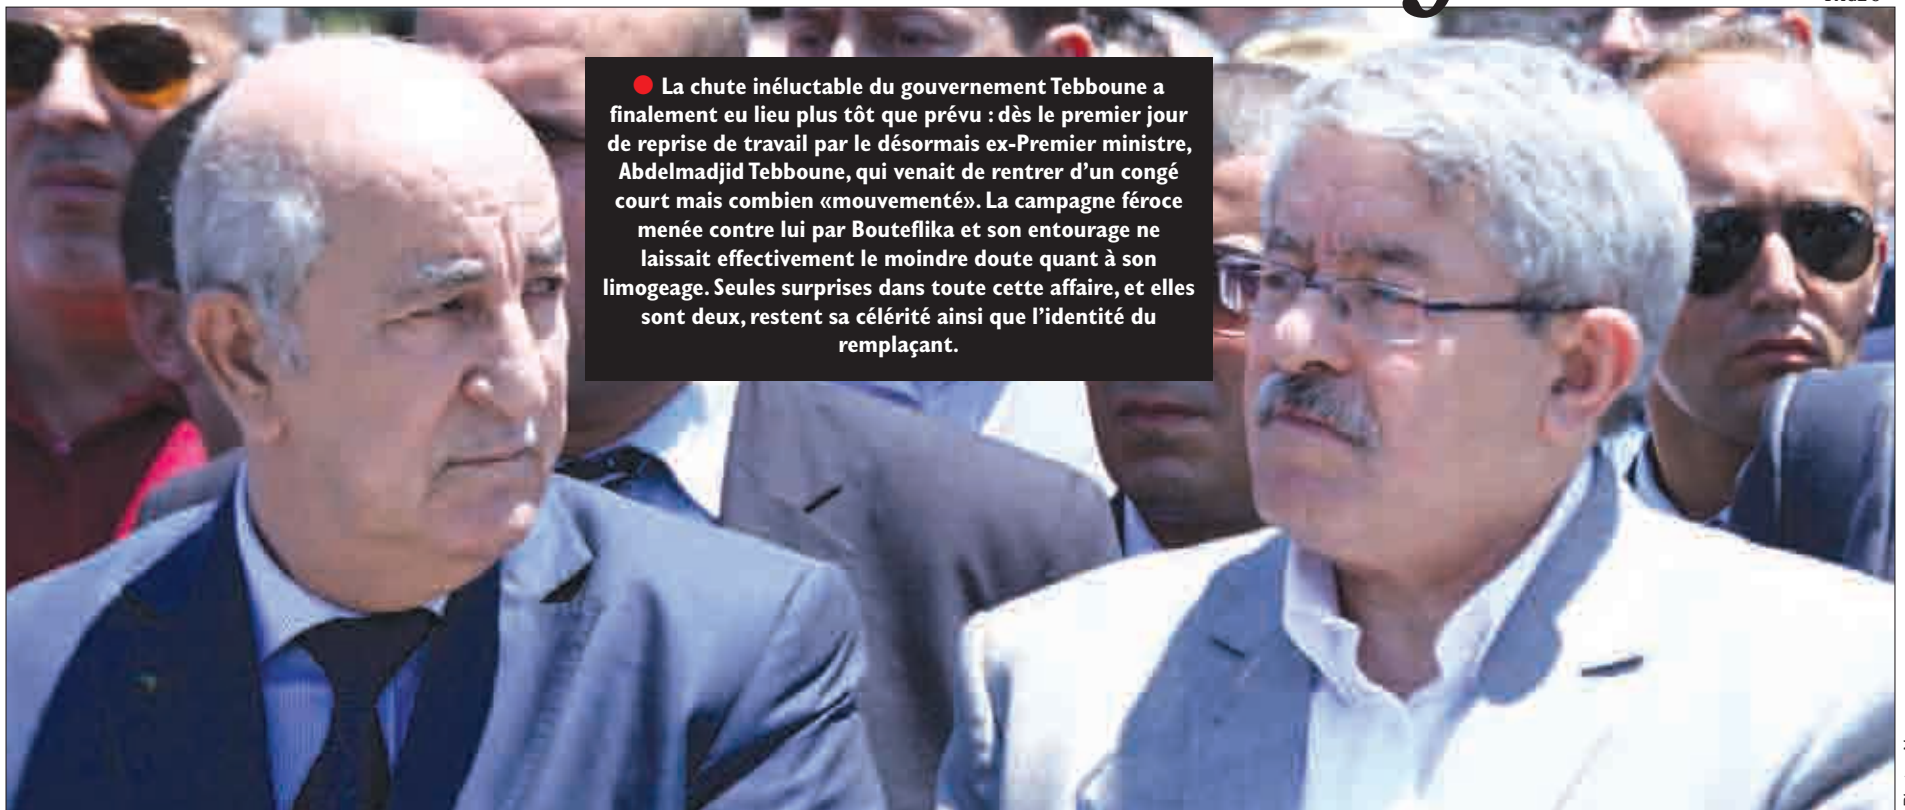 La chute inéluctable du gouvernement Tebboune a
finalement eu lieu plus tôt que prévu : dès le premier jour
de reprise de travail par le désormais ex-Premier ministre,
Abdelmadjid Tebboune, qui venait de rentrer d’un congé
court mais combien «mouvementé». La campagne féroce
menée contre lui par Bouteflika et son entourage ne
laissait effectivement le moindre doute quant à son
limogeage. Seules surprises dans toute cette affaire, et elles
sont deux, restent sa célérité ainsi que l’identité du
remplaçant.